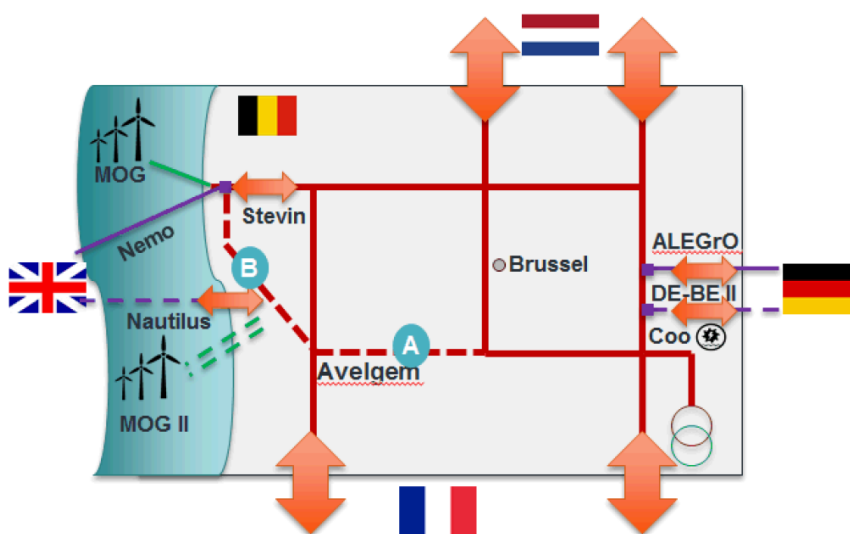 MOG
Stevin
Nemo
ALEGrO
B
Brussel
DE-BE II
Nautilus
Coo
A
Avelgem
MOG II